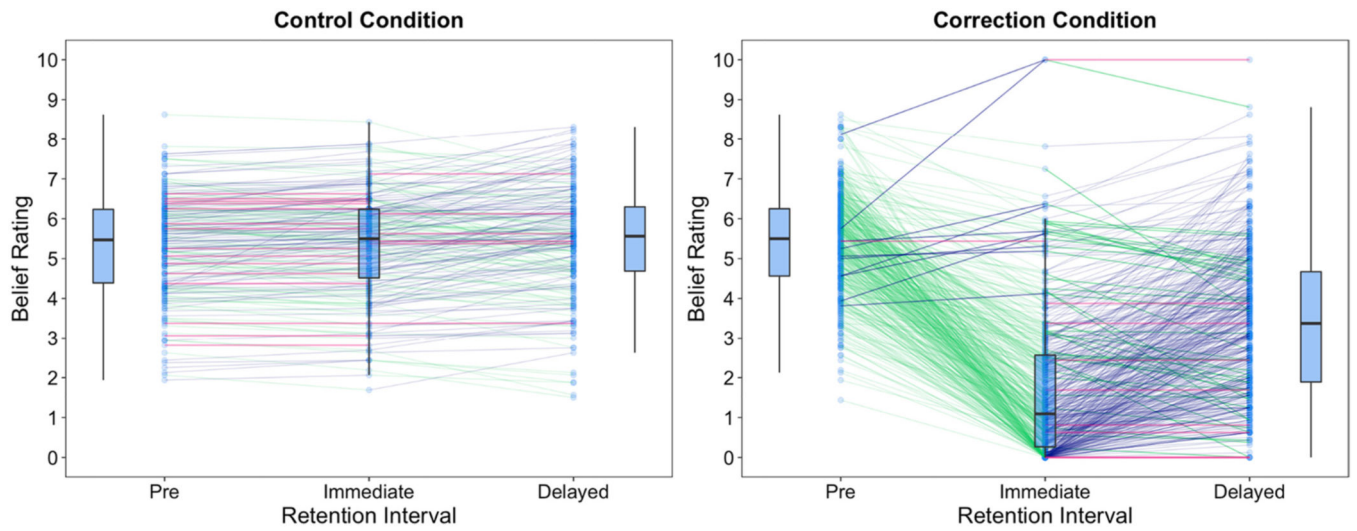 Control Condition
Belief Rating
10
9
8
7
6
5
4
3
2
1
0
Pre Immediate Delayed
Retention Interval
Correction Condition
Belief Rating
10
9
8
7
6
5
4
3
2
1
0
Pre Immediate Delayed
Retention Interval